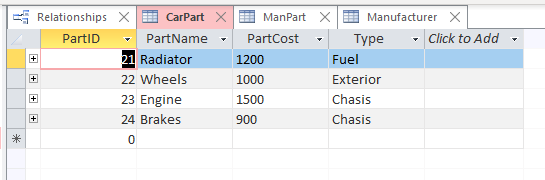 Relationships CarPart ManPart Manufacturer
PartID PartName PartCost Type Click to Add
21 Radiator 1200 Fuel
22 Wheels 1000 Exterior
23 Engine 1500 Chasis
24 Brakes 900 Chasis
0